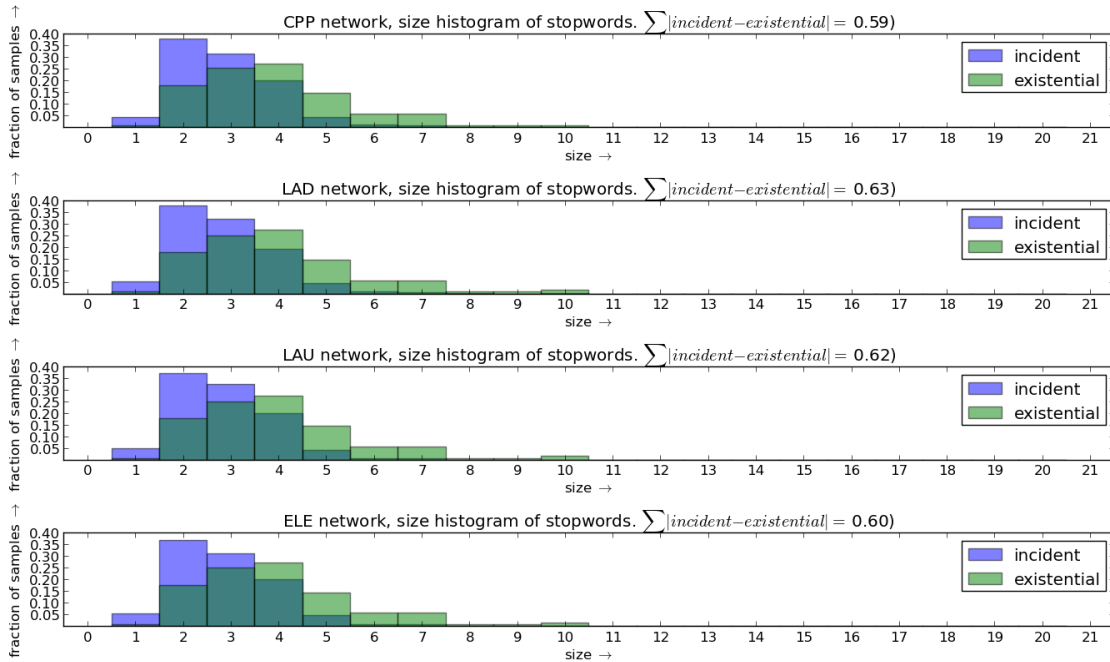 CPP network, size histogram of stopwords. ∑|incident−existential| = 0.59)
fraction of samples →
0.40
0.35
0.30
0.25
0.20
0.15
0.10
0.05
incident
existential
0 1 2 3 4 5 6 7 8 9 10 11 12 13 14 15 16 17 18 19 20 21
size →
LAD network, size histogram of stopwords. ∑|incident−existential| = 0.63)
fraction of samples →
0.40
0.35
0.30
0.25
0.20
0.15
0.10
0.05
incident
existential
0 1 2 3 4 5 6 7 8 9 10 11 12 13 14 15 16 17 18 19 20 21
size →
LAU network, size histogram of stopwords. ∑|incident−existential| = 0.62)
fraction of samples →
0.40
0.35
0.30
0.25
0.20
0.15
0.10
0.05
incident
existential
0 1 2 3 4 5 6 7 8 9 10 11 12 13 14 15 16 17 18 19 20 21
size →
ELE network, size histogram of stopwords. ∑|incident−existential| = 0.60)
fraction of samples →
0.40
0.35
0.30
0.25
0.20
0.15
0.10
0.05
incident
existential
0 1 2 3 4 5 6 7 8 9 10 11 12 13 14 15 16 17 18 19 20 21
size →